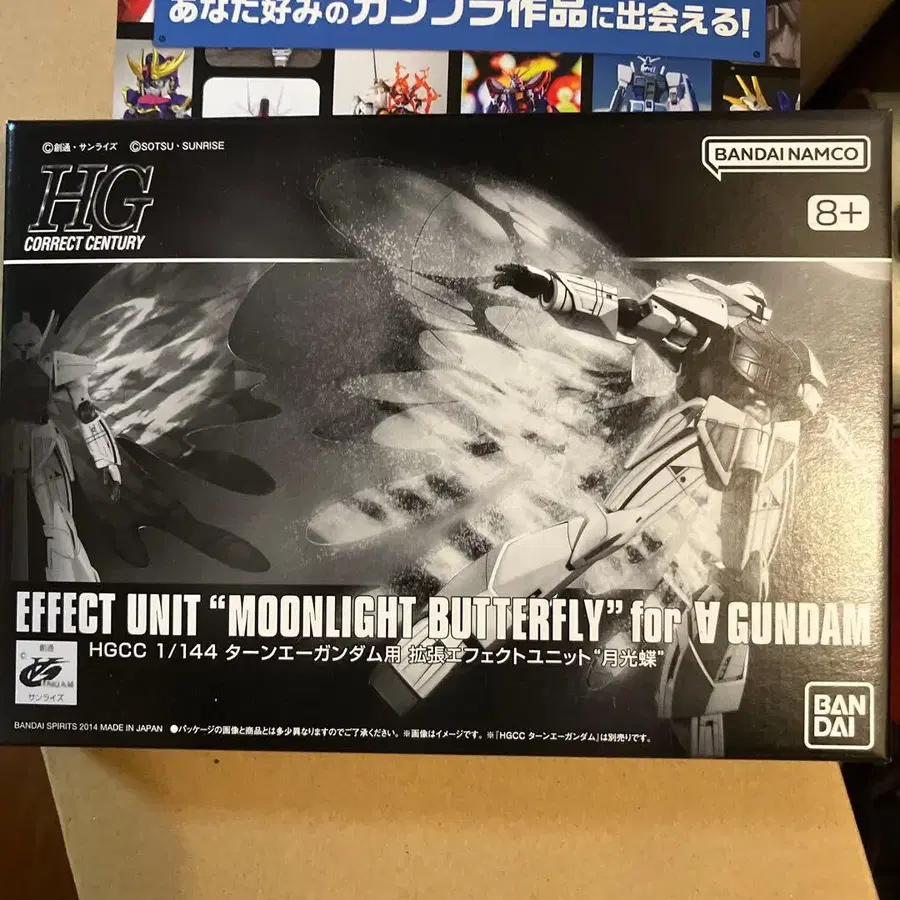 あなた好みのガンプラ作品に出会える!
©創通・サンライズ ©SOTSU・SUNRISE
BANDAI NAMCO
HG
CORRECT CENTURY
8+
EFFECT UNIT “MOONLIGHT BUTTERFLY” for ∀ GUNDAM
HGCC 1/144 ターンエーガンダム用 拡張エフェクトユニット“月光蝶”
創通
サンライズ
BANDAI SPIRITS 2014 MADE IN JAPAN ●パッケージの画像と商品とは多少異なりますのでご了承ください。※画像はイメージです。※「HGCC ターンエーガンダム」は別売りです。
BAN
DAI